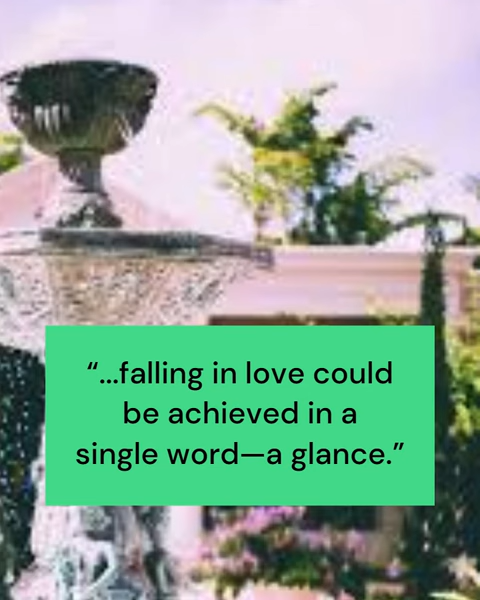 “...falling in love could
be achieved in a
single word—a glance.”